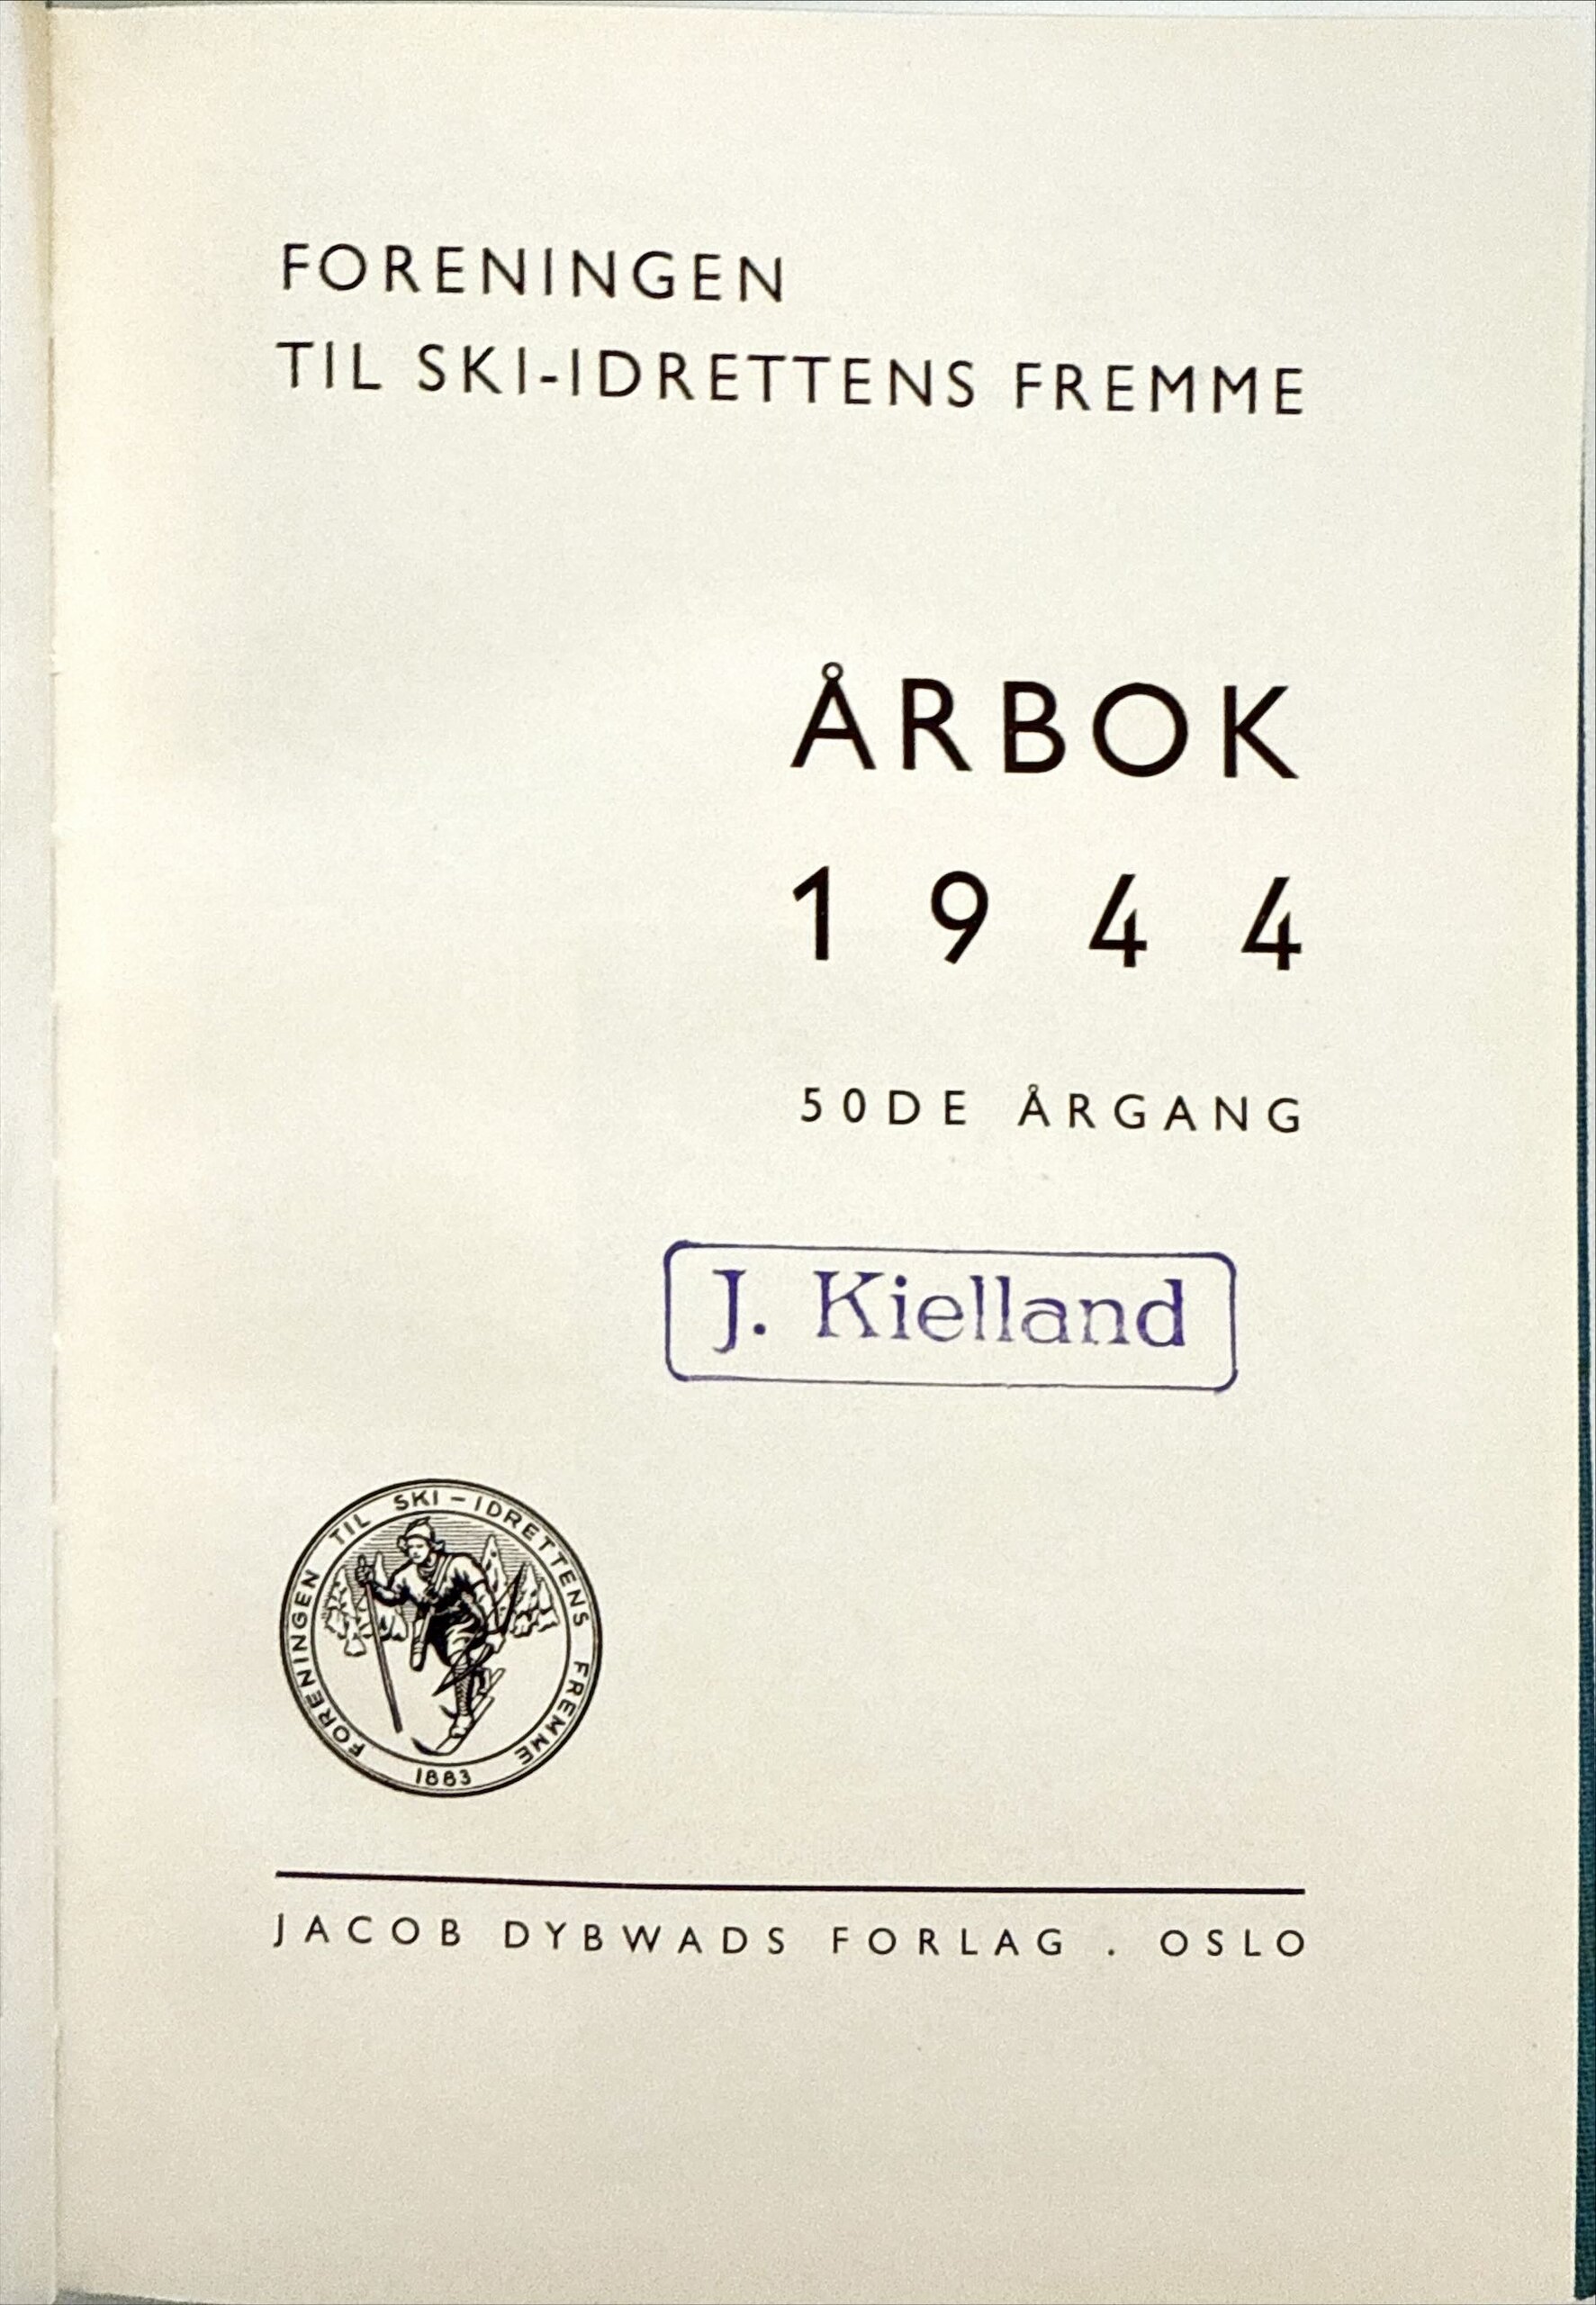 FORENINGEN
TIL SKI-IDRETTENS FREMME
ÅRBOK
1944
50DE ÅRGANG
J. Kielland
FORENINGEN TIL SKI-IDRETTENS FREMME
1883
JACOB DYBWADS FORLAG . OSLO